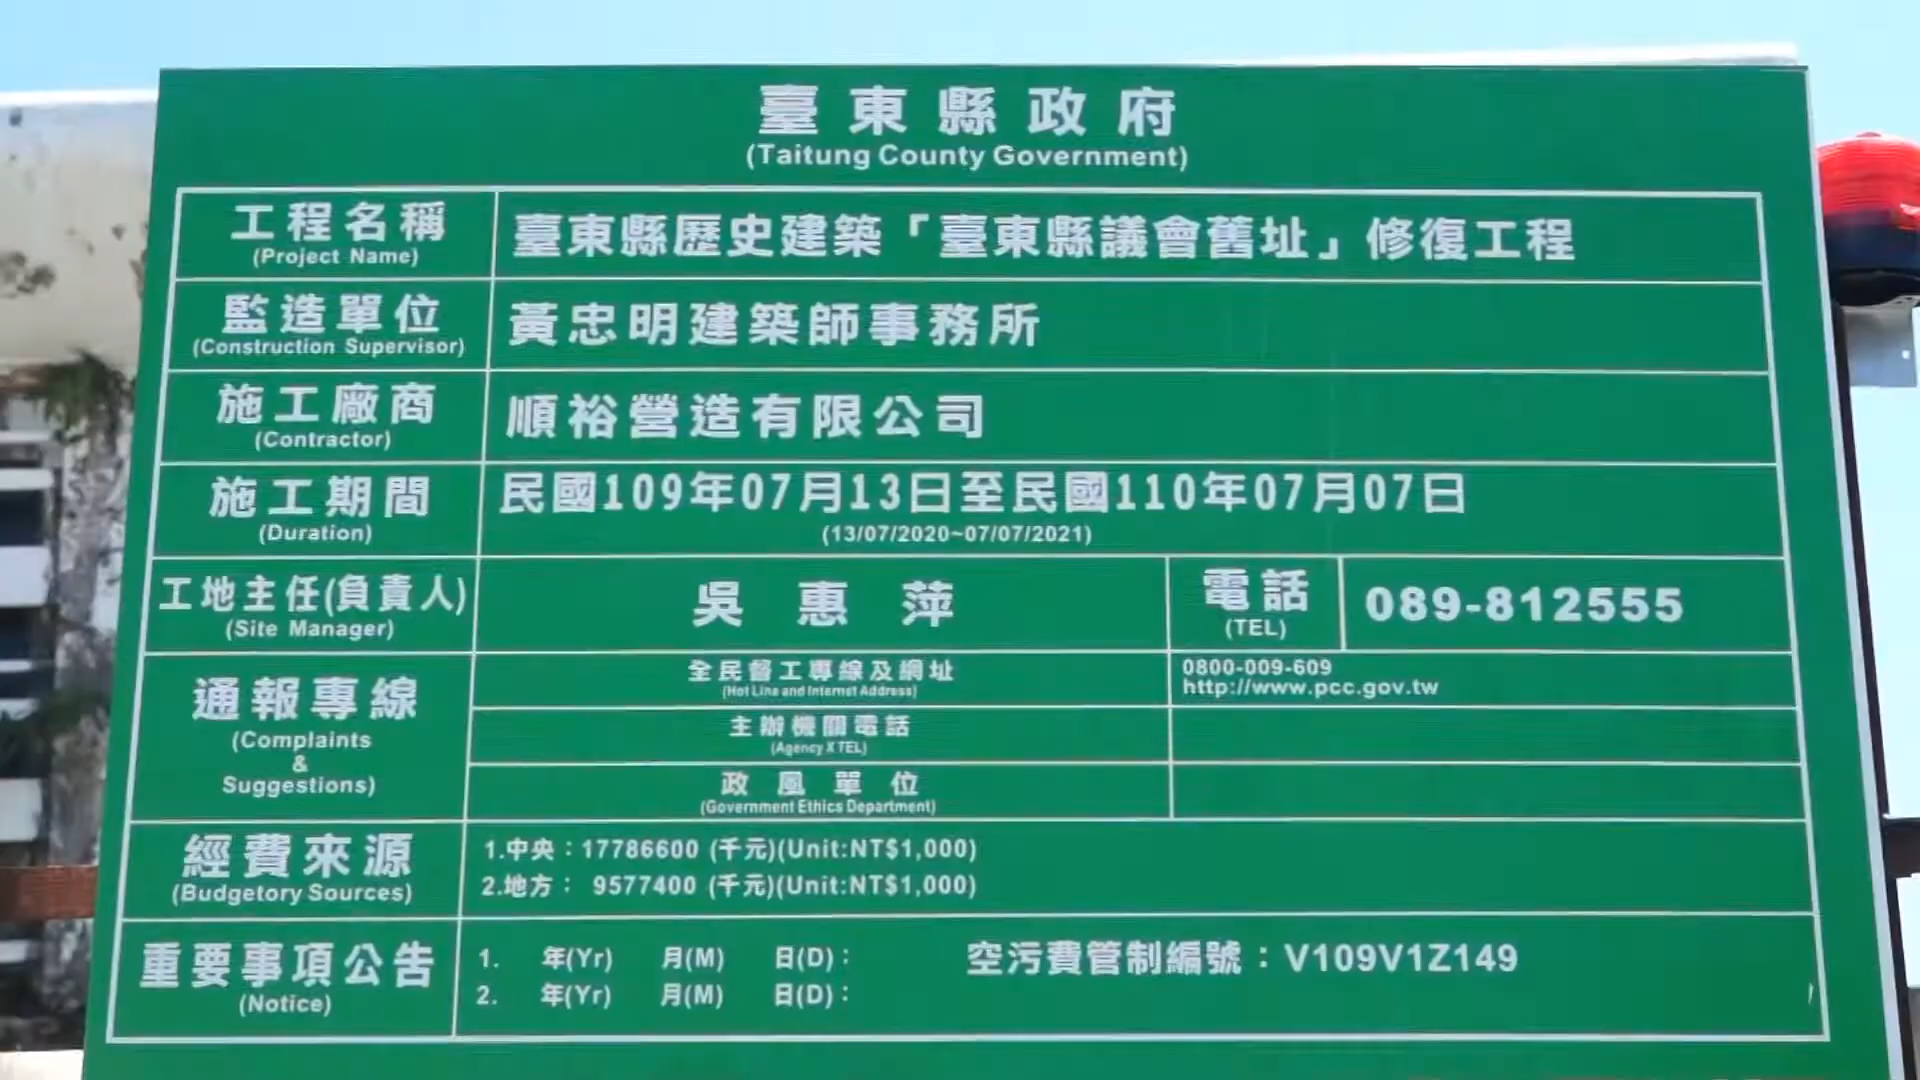 臺東縣政府
(Taitung County Government)
工程名稱
(Project Name)
臺東縣歷史建築「臺東縣議會舊址」修復工程
監造單位
(Construction Supervisor)
黃忠明建築師事務所
施工廠商
(Contractor)
順裕營造有限公司
施工期間
(Duration)
民國109年07月13日至民國110年07月07日
(13/07/2020~07/07/2021)
工地主任(負責人)
(Site Manager)
吳惠萍
電話
(TEL)
089-812555
通報專線
(Complaints
&
Suggestions)
全民督工專線及網址
(Hot Line and Internet Address)
0800-009-609
http://www.pcc.gov.tw
主辦機關電話
(Agency X TEL)
政風單位
(Government Ethics Department)
經費來源
(Budgetory Sources)
1.中央：17786600 (千元)(Unit:NT$1,000)
2.地方： 9577400 (千元)(Unit:NT$1,000)
重要事項公告
(Notice)
1. 年(Yr) 月(M) 日(D)： 空污費管制編號：V109V1Z149
2. 年(Yr) 月(M) 日(D)：